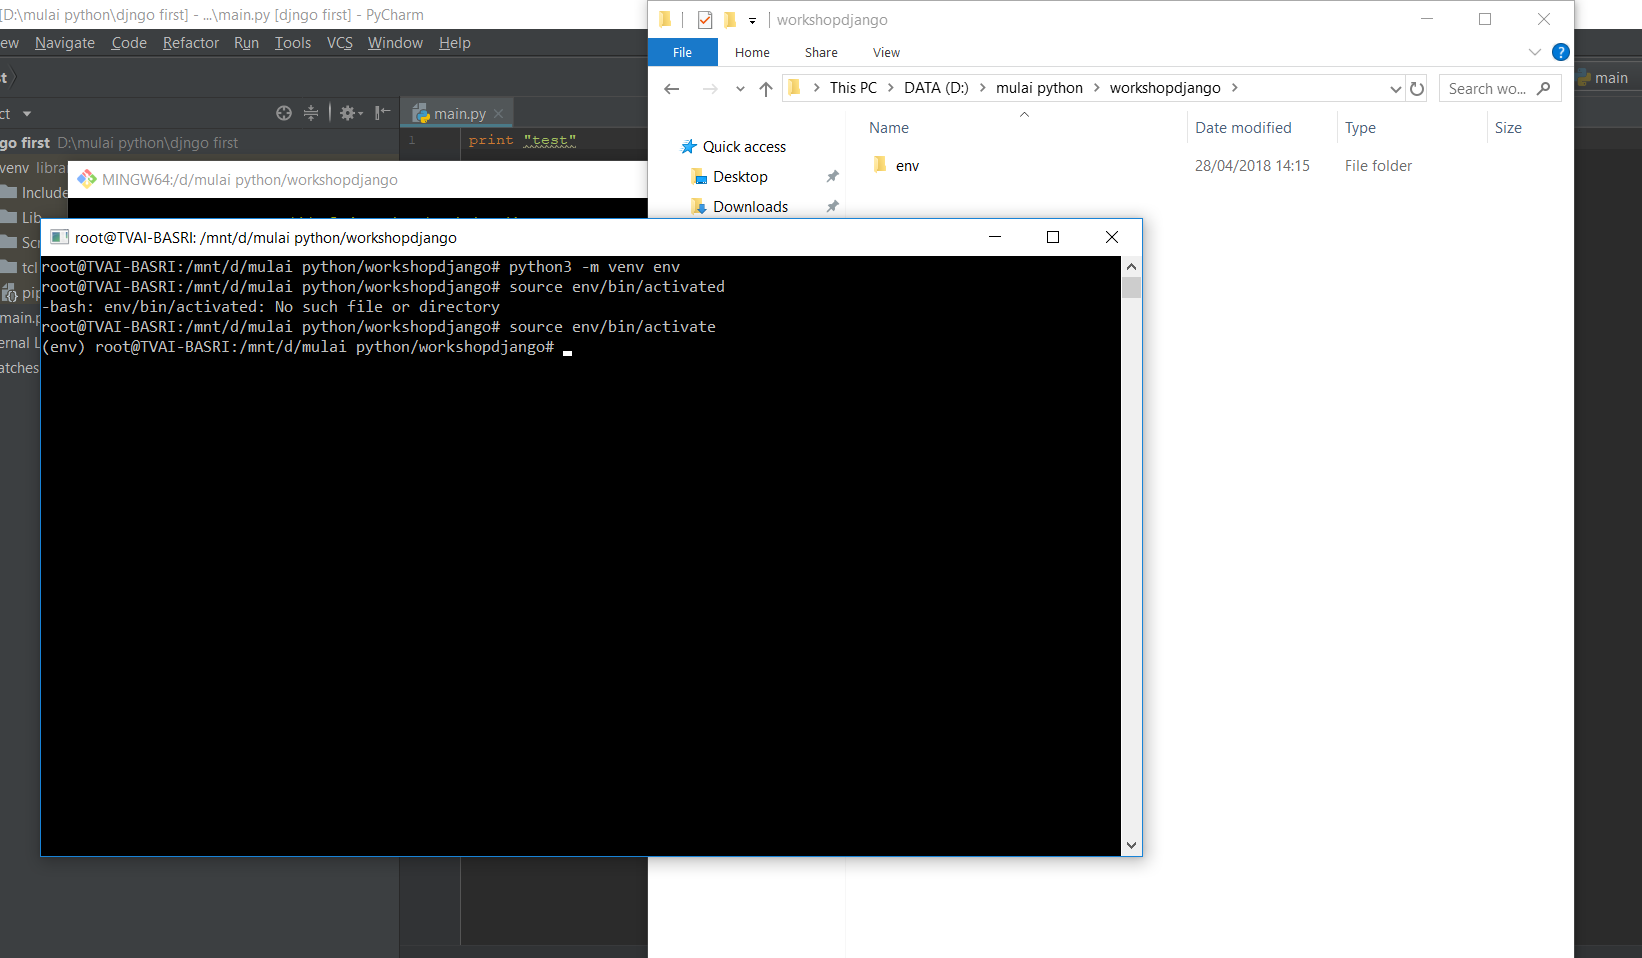 [D:\mulai python\djngo first] - ...\main.py [djngo first] - PyCharm
ew Navigate Code Refactor Run Tools VCS Window Help
st
ct
main.py
go first D:\mulai python\djngo first
1 print "test"
venv libra
Include
Lib
Scr
tcl
pip
main.p
ernal L
atches
main
MINGW64:/d/mulai python/workshopdjango
workshopdjango
File Home Share View
?
This PC DATA (D:) mulai python workshopdjango
Search wo...
Quick access
Desktop
Downloads
Name Date modified Type Size
env 28/04/2018 14:15 File folder
root@TVAI-BASRI: /mnt/d/mulai python/workshopdjango
root@TVAI-BASRI:/mnt/d/mulai python/workshopdjango# python3 -m venv env
root@TVAI-BASRI:/mnt/d/mulai python/workshopdjango# source env/bin/activated
-bash: env/bin/activated: No such file or directory
root@TVAI-BASRI:/mnt/d/mulai python/workshopdjango# source env/bin/activate
(env) root@TVAI-BASRI:/mnt/d/mulai python/workshopdjango#